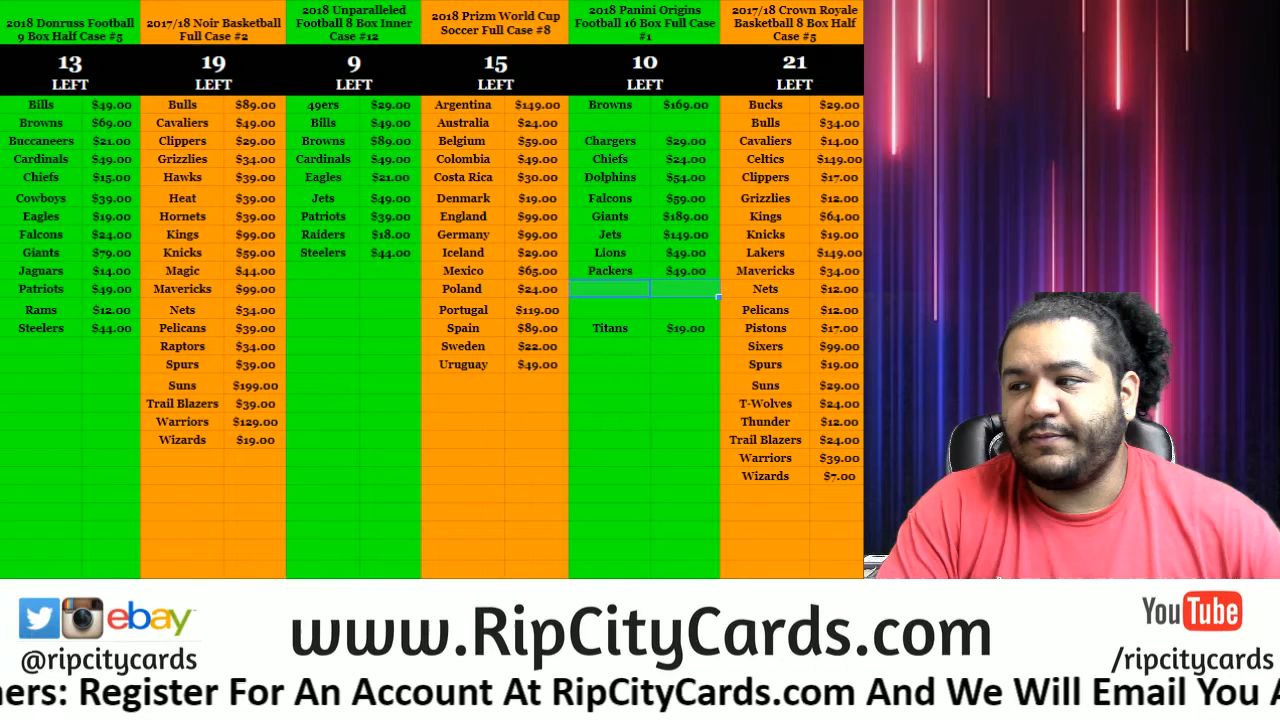 2018 Donruss Football
9 Box Half Case #5
13
LEFT
Bills $49.00
Browns $69.00
Buccaneers $21.00
Cardinals $49.00
Chiefs $15.00
Cowboys $39.00
Eagles $19.00
Falcons $24.00
Giants $79.00
Jaguars $14.00
Patriots $49.00
Rams $12.00
Steelers $44.00
2017/18 Noir Basketball
Full Case #2
19
LEFT
Bulls $89.00
Cavaliers $49.00
Clippers $29.00
Grizzlies $34.00
Hawks $39.00
Heat $39.00
Hornets $39.00
Kings $99.00
Knicks $59.00
Magic $44.00
Mavericks $99.00
Nets $34.00
Pelicans $39.00
Raptors $34.00
Spurs $39.00
Suns $199.00
Trail Blazers $39.00
Warriors $129.00
Wizards $19.00
2018 Unparalleled
Football 8 Box Inner
Case #12
9
LEFT
49ers $29.00
Bills $49.00
Browns $89.00
Cardinals $49.00
Eagles $21.00
Jets $49.00
Patriots $39.00
Raiders $18.00
Steelers $44.00
2018 Prizm World Cup
Soccer Full Case #8
15
LEFT
Argentina $149.00
Australia $24.00
Belgium $59.00
Colombia $49.00
Costa Rica $30.00
Denmark $19.00
England $99.00
Germany $99.00
Iceland $29.00
Mexico $65.00
Poland $24.00
Portugal $119.00
Spain $89.00
Sweden $22.00
Uruguay $49.00
2018 Panini Origins
Football 16 Box Full Case
#1
10
LEFT
Browns $169.00
Chargers $29.00
Chiefs $24.00
Dolphins $54.00
Falcons $59.00
Giants $189.00
Jets $149.00
Lions $49.00
Packers $49.00
Titans $19.00
2017/18 Crown Royale
Basketball 8 Box Half
Case #5
21
LEFT
Bucks $29.00
Bulls $34.00
Cavaliers $14.00
Celtics $149.00
Clippers $17.00
Grizzlies $12.00
Kings $64.00
Knicks $19.00
Lakers $149.00
Mavericks $34.00
Nets $12.00
Pelicans $12.00
Pistons $17.00
Sixers $99.00
Spurs $19.00
Suns $29.00
T-Wolves $24.00
Thunder $12.00
Trail Blazers $24.00
Warriors $39.00
Wizards $7.00
ebay
@ripcitycards
www.RipCityCards.com
YouTube
/ripcitycards
ners: Register For An Account At RipCityCards.com And We Will Email You A